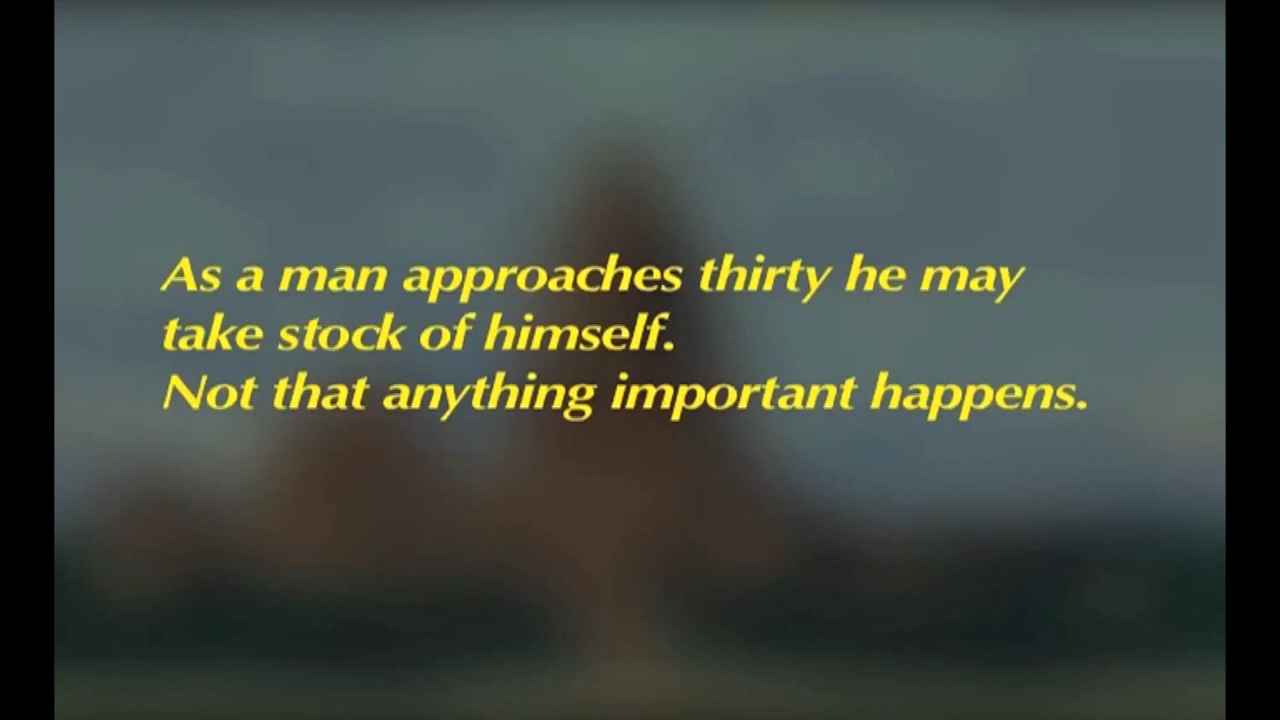 As a man approaches thirty he may
take stock of himself.
Not that anything important happens.